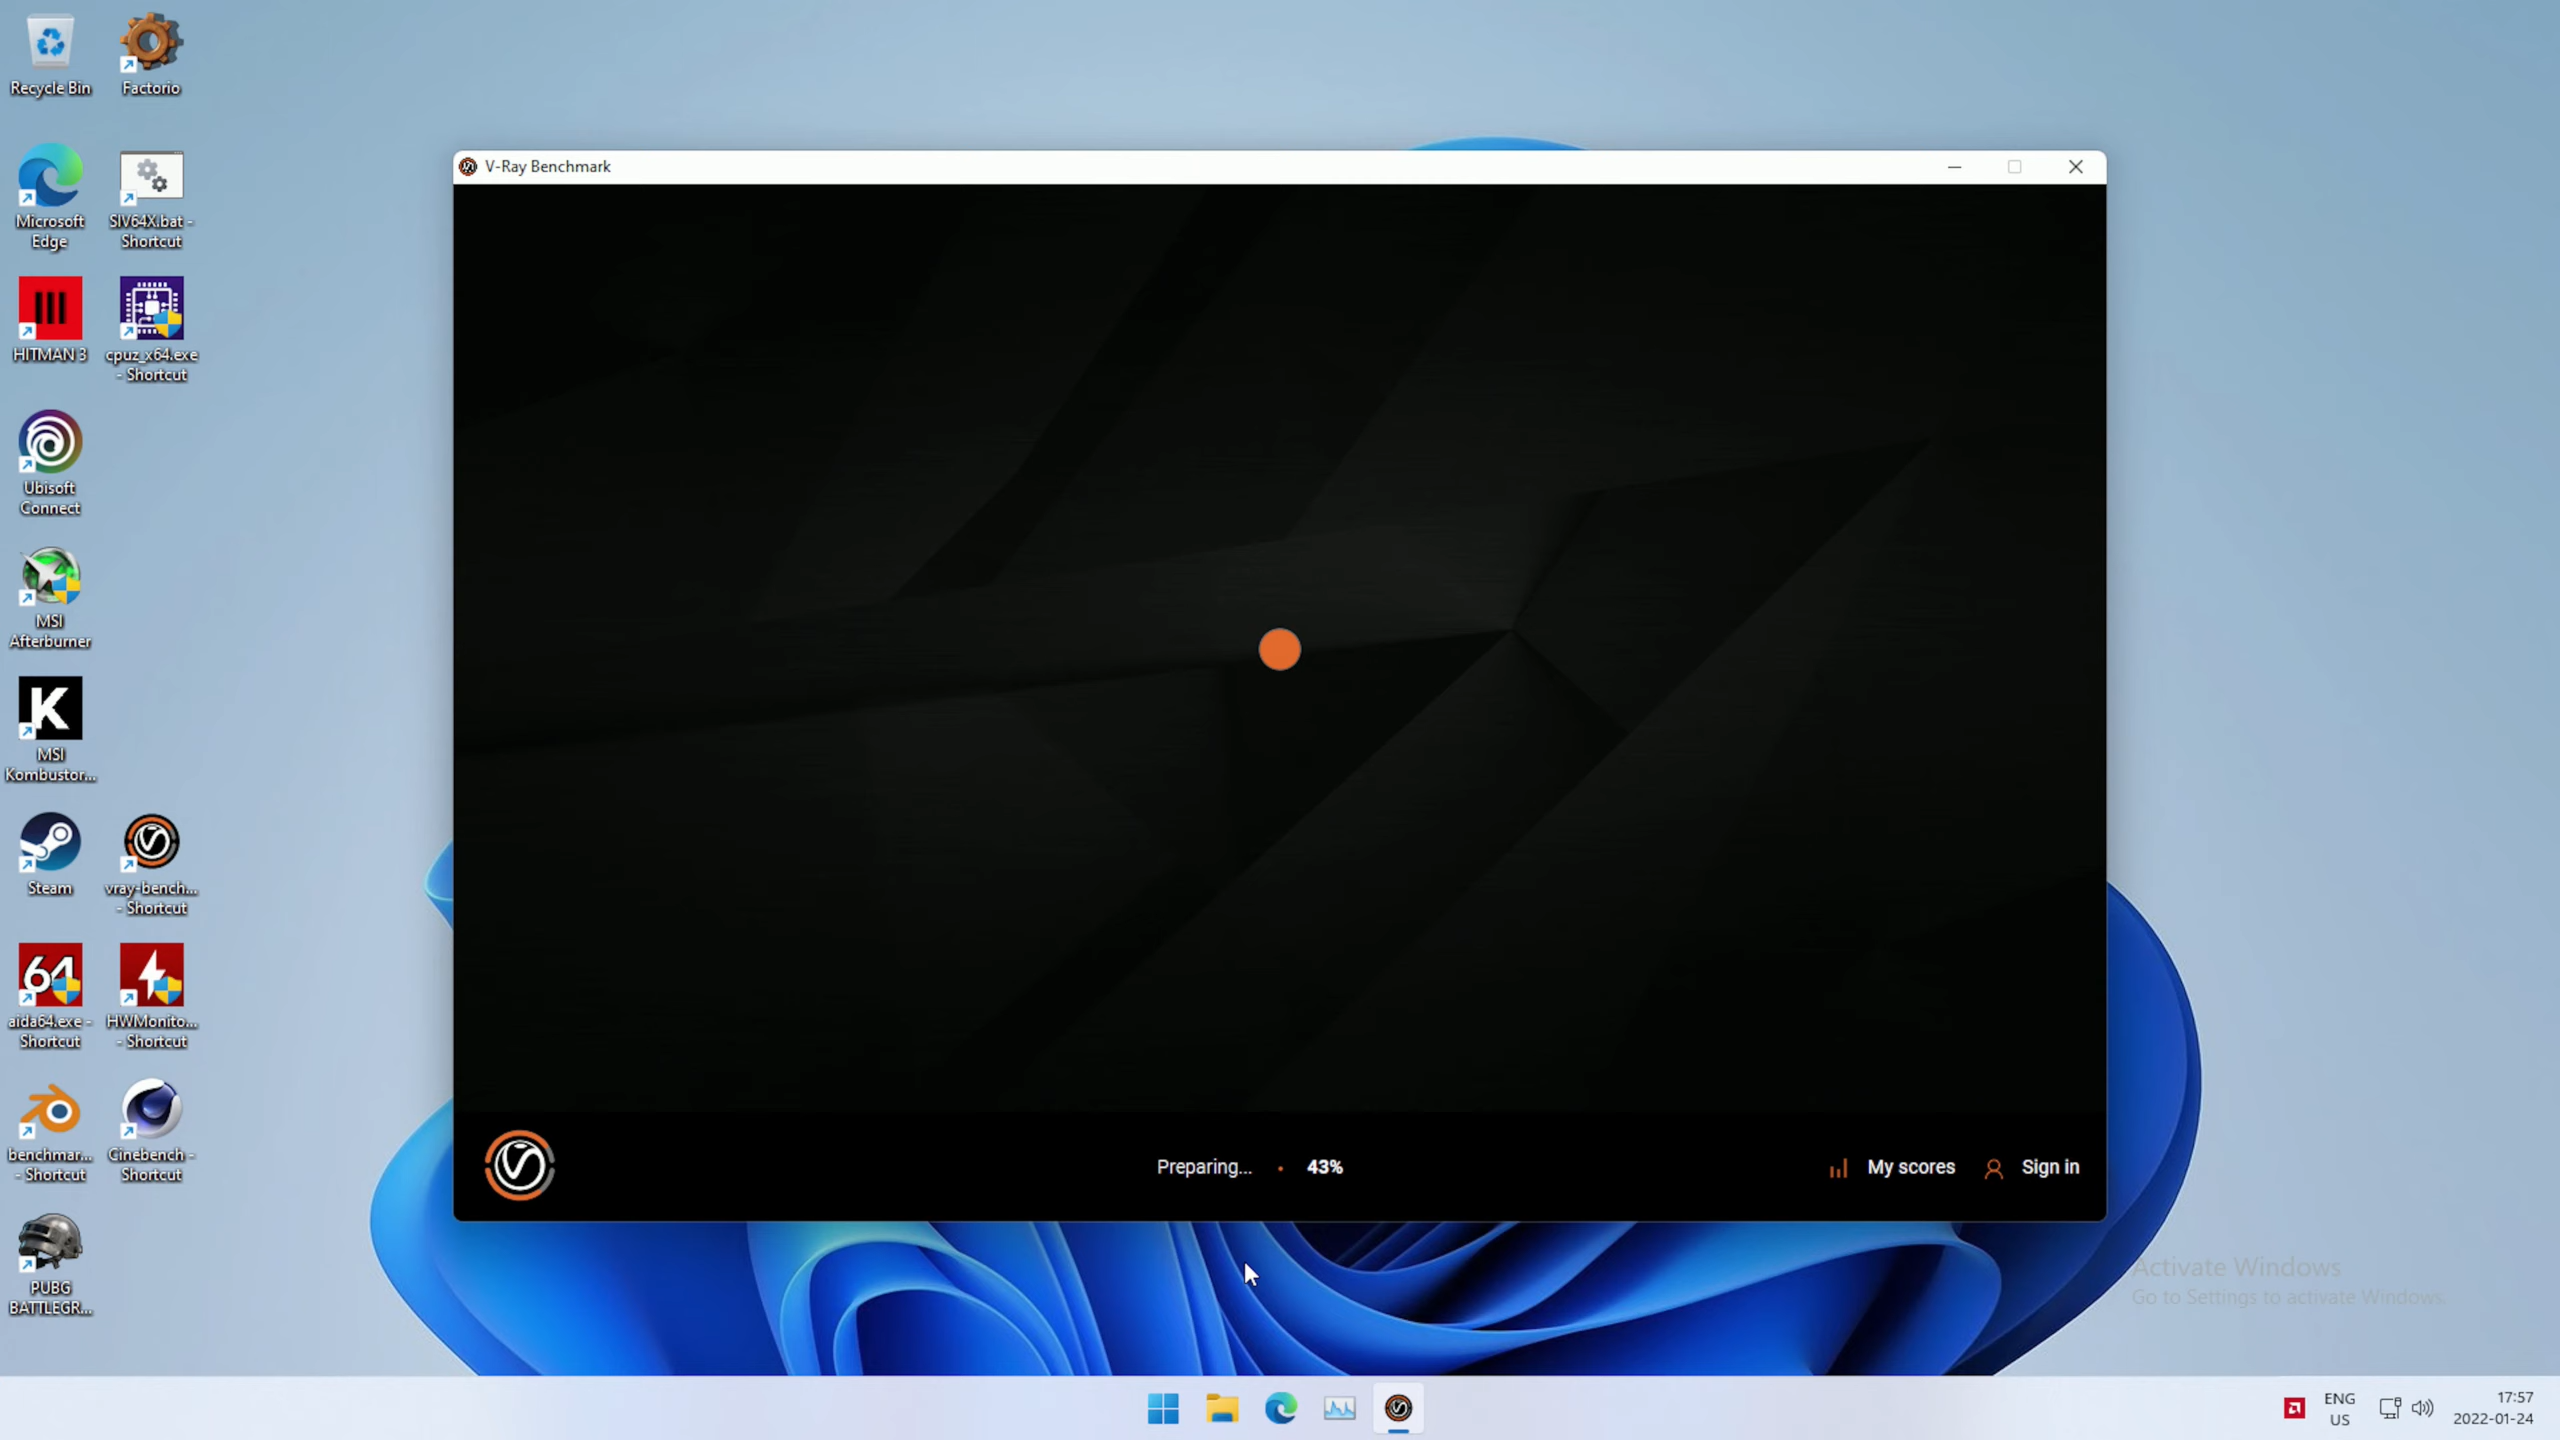 Recycle Bin
Factorio
Microsoft
Edge
SIV64X.bat -
Shortcut
HITMAN 3
cpuz_x64.exe
- Shortcut
Ubisoft
Connect
MSI
Afterburner
K
MSI
Kombustor...
Steam
vray-bench...
- Shortcut
64
aida64.exe -
Shortcut
HWMonito...
- Shortcut
benchmar...
- Shortcut
Cinebench -
Shortcut
PUBG
BATTLEGR...
V-Ray Benchmark
Preparing... • 43%
My scores
Sign in
Activate Windows
Go to Settings to activate Windows.
ENG
US
17:57
2022-01-24